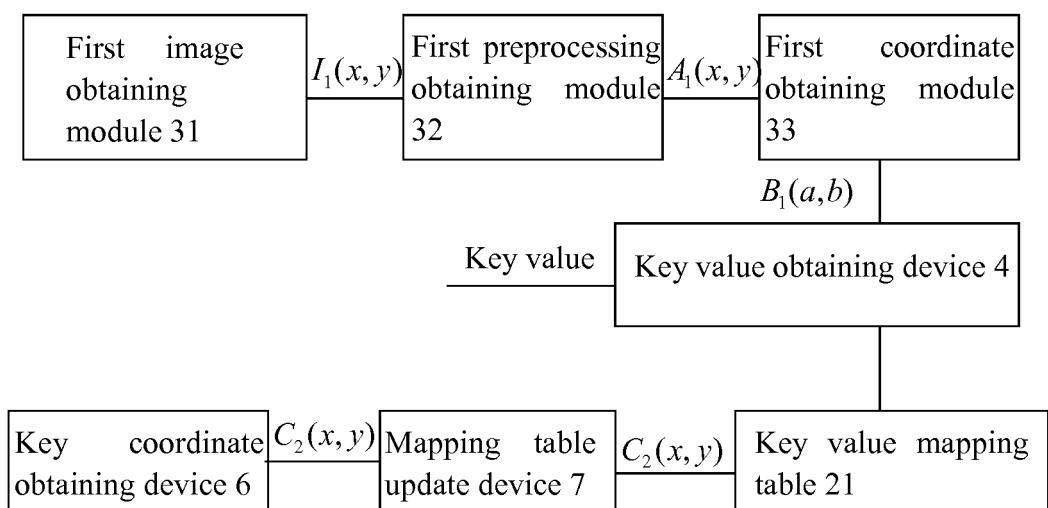 First image
obtaining
module 31
I₁(x, y)
First preprocessing
obtaining module
32
A₁(x, y)
First coordinate
obtaining module
33
B₁(a,b)
Key value
Key value obtaining device 4
Key coordinate
obtaining device 6
C₂(x, y)
Mapping table
update device 7
C₂(x, y)
Key value mapping
table 21